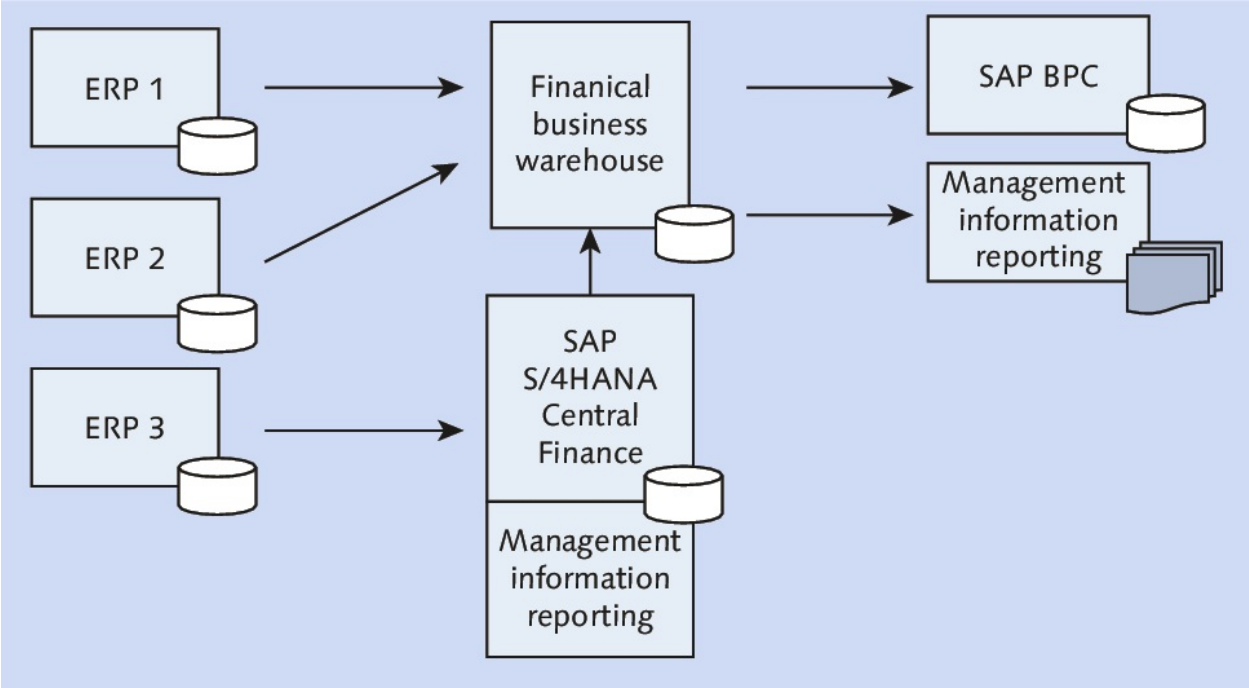 ERP 1
Finanical
business
warehouse
SAP BPC
Management
information
reporting
ERP 2
SAP
S/4HANA
Central
Finance
ERP 3
Management
information
reporting